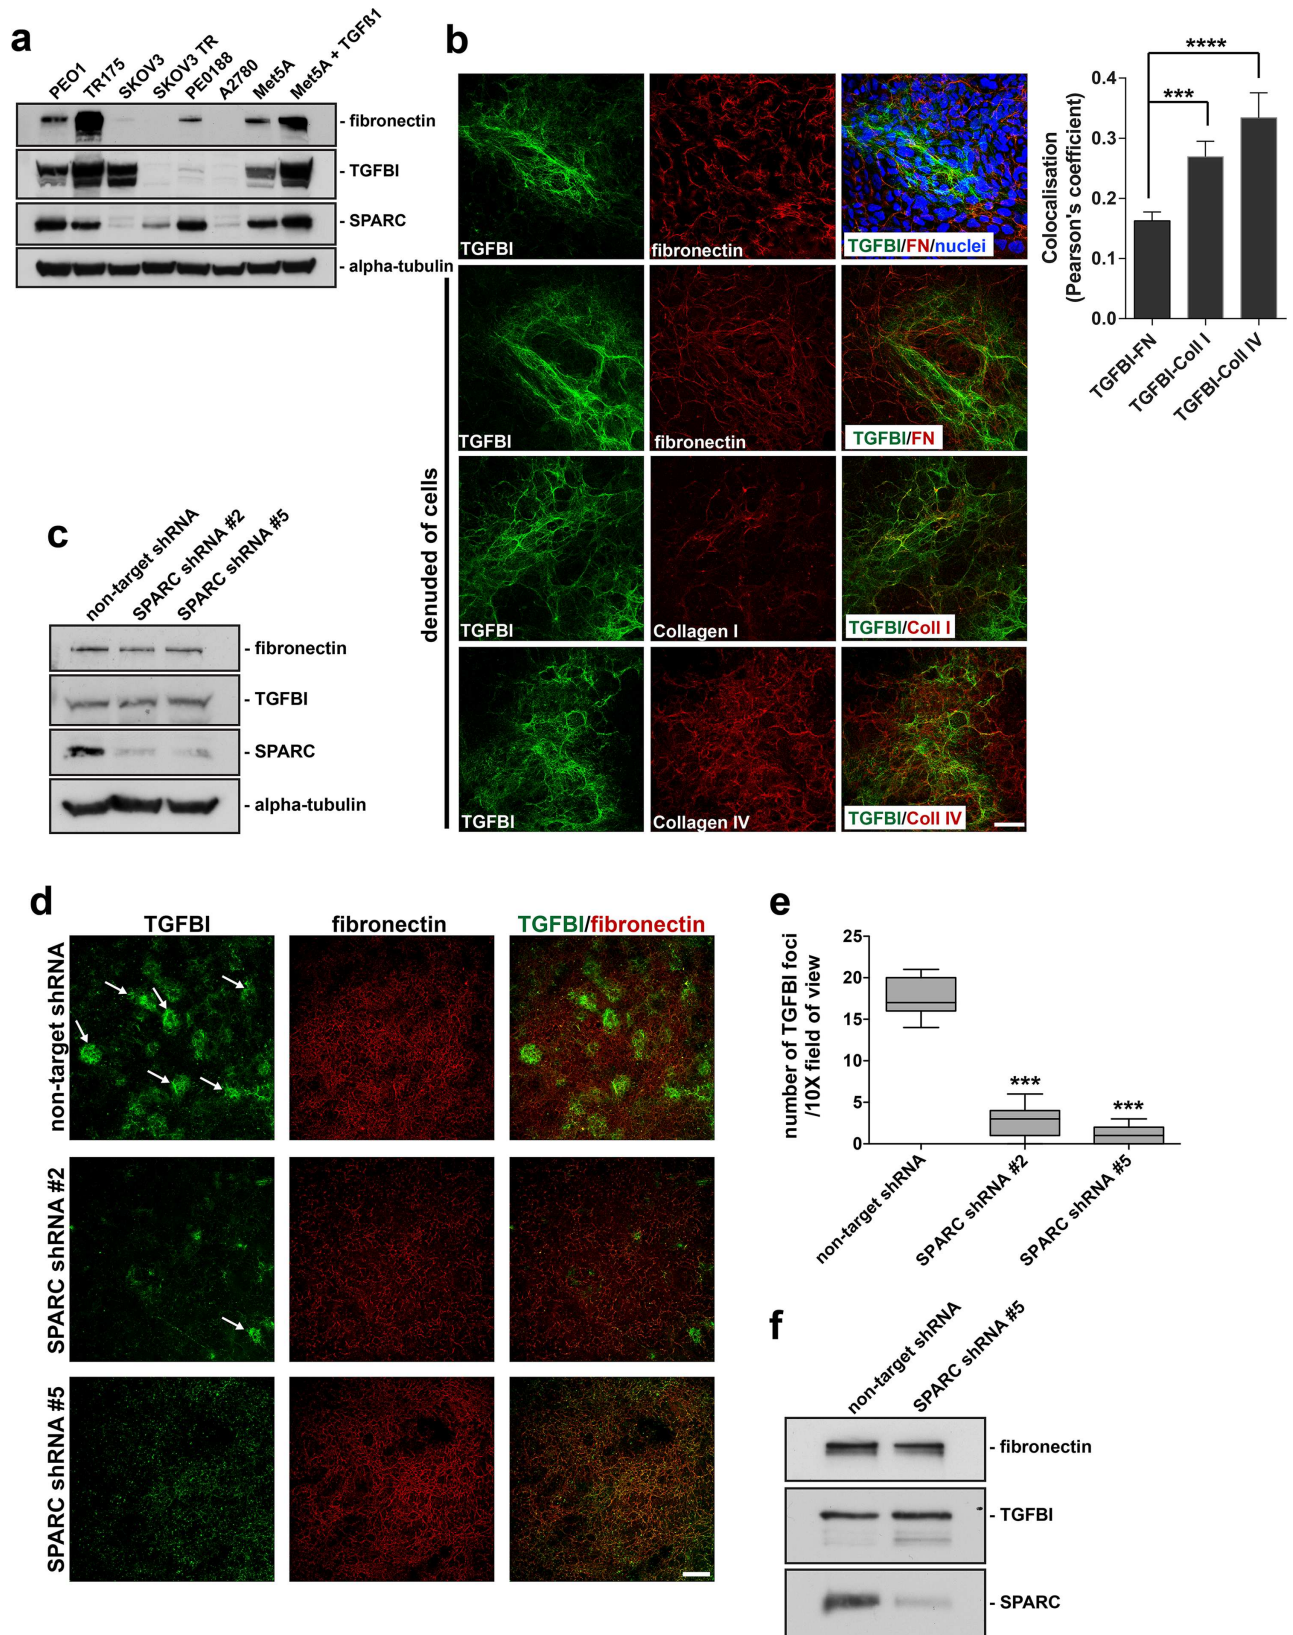 a
PEO1
TR175
SKOV3
SKOV3 TR
PE0188
A2780
Met5A
Met5A + TGFß1
- fibronectin
- TGFBI
- SPARC
- alpha-tubulin
b
TGFBI
fibronectin
TGFBI/FN/nuclei
denuded of cells
TGFBI
fibronectin
TGFBI/FN
TGFBI
Collagen I
TGFBI/Coll I
TGFBI
Collagen IV
TGFBI/Coll IV
Colocalisation
(Pearson's coefficient)
0.4
0.3
0.2
0.1
0.0
****
***
TGFBI-FN
TGFBI-Coll I
TGFBI-Coll IV
c
non-target shRNA
SPARC shRNA #2
SPARC shRNA #5
- fibronectin
- TGFBI
- SPARC
- alpha-tubulin
d
TGFBI
fibronectin
TGFBI/fibronectin
non-target shRNA
SPARC shRNA #2
SPARC shRNA #5
e
number of TGFBI foci
/10X field of view
25
20
15
10
5
0
***
***
non-target shRNA
SPARC shRNA #2
SPARC shRNA #5
f
non-target shRNA
SPARC shRNA #5
- fibronectin
- TGFBI
- SPARC